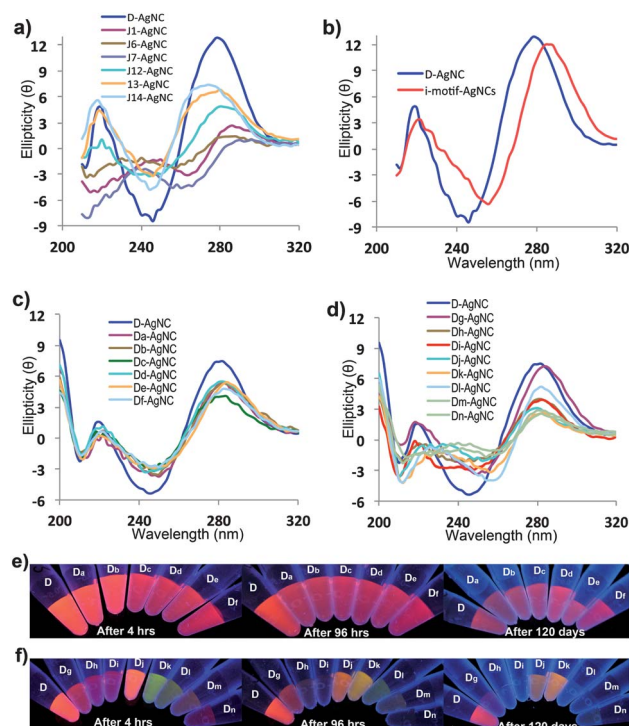 a)
D-AgNC
J1-AgNC
J6-AgNC
J7-AgNC
J12-AgNC
13-AgNC
J14-AgNC
Ellipticity (θ)
12
9
6
3
0
-3
-6
-9
200 240 280 320
Wavelength (nm)
b)
D-AgNC
i-motif-AgNCs
Ellipticity (θ)
12
9
6
3
0
-3
-6
-9
200 240 280 320
Wavelength (nm)
c)
D-AgNC
Da-AgNC
Db-AgNC
Dc-AgNC
Dd-AgNC
De-AgNC
Df-AgNC
Ellipticity (θ)
12
9
6
3
0
-3
-6
200 240 280 320
Wavelength (nm)
d)
D-AgNC
Dg-AgNC
Dh-AgNC
Di-AgNC
Dj-AgNC
Dk-AgNC
Dl-AgNC
Dm-AgNC
Dn-AgNC
Ellipticity (θ)
12
9
6
3
0
-3
-6
200 240 280 320
Wavelength (nm)
e)
D Da Db Dc Dd De Df
After 4 hrs
D Da Db Dc Dd De Df
After 96 hrs
D Da Db Dc Dd De Df
After 120 days
f)
D Dg Dh Di Dj Dk Dl Dm Dn
After 4 hrs
D Dg Dh Di Dj Dk Dl Dm Dn
After 96 hrs
D Dg Dh Di Dj Dk Dl Dm Dn
After 120 days